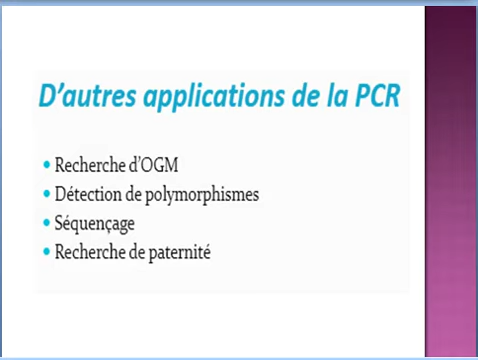 D'autres applications de la PCR
• Recherche d'OGM
• Détection de polymorphismes
• Séquençage
• Recherche de paternité